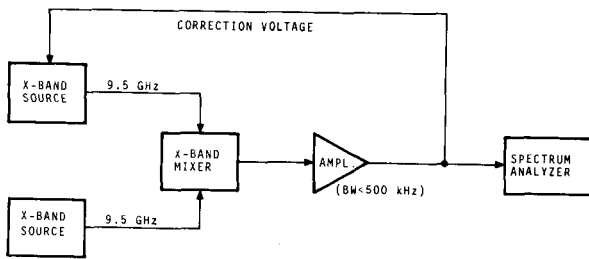 CORRECTION VOLTAGE
X-BAND
SOURCE
9.5 GHz
X-BAND
MIXER
AMPL.
(BW<500 kHz)
SPECTRUM
ANALYZER
X-BAND
SOURCE
9.5 GHz